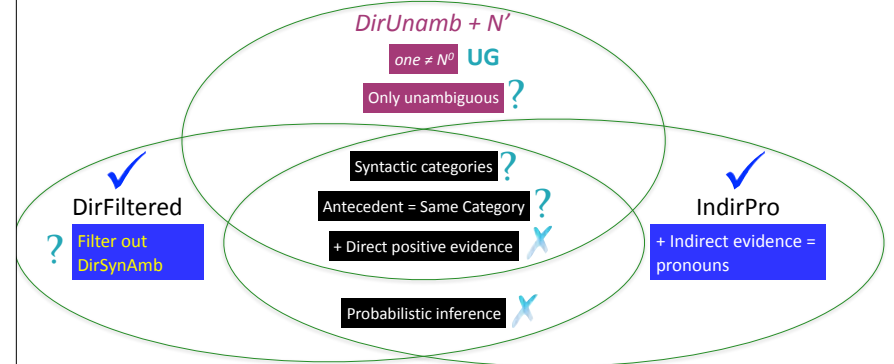 DirUnamb + N’
one ≠ N⁰ UG
Only unambiguous ?
Syntactic categories ?
DirFiltered
Antecedent = Same Category ?
IndirPro
? Filter out
DirSynAmb
+ Direct positive evidence ✗
+ Indirect evidence =
pronouns
Probabilistic inference ✗